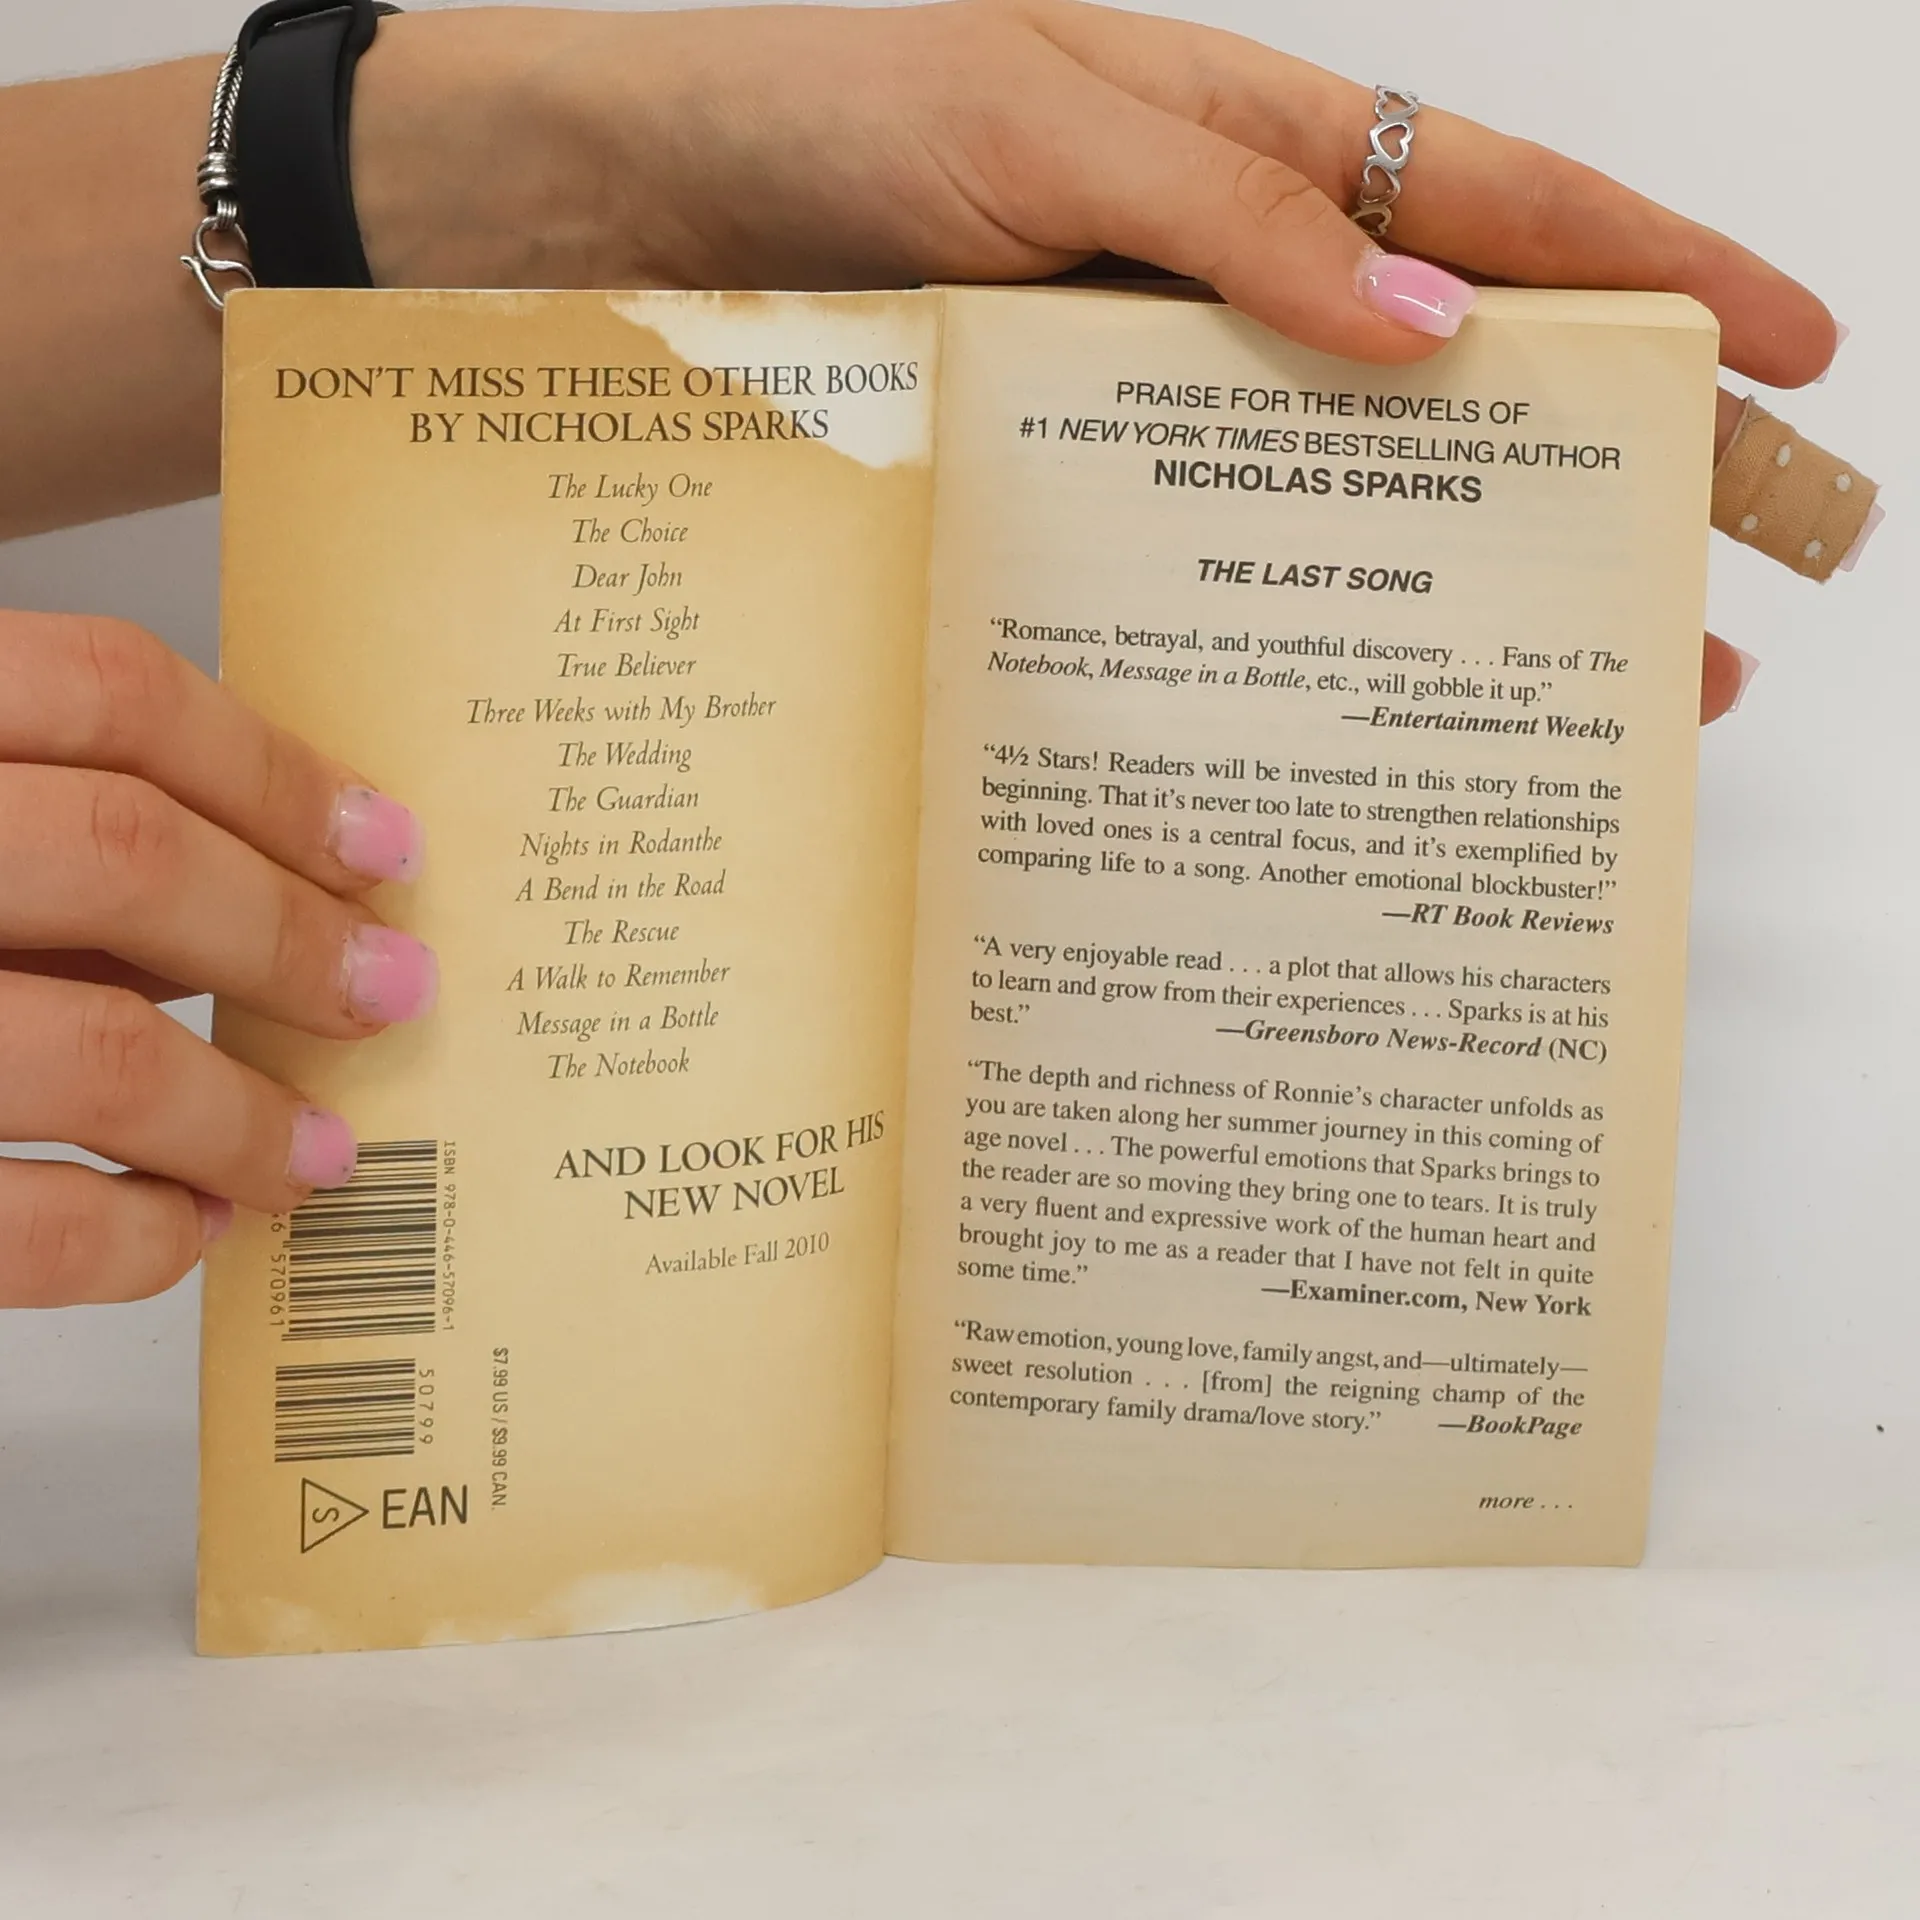 DON'T MISS THESE OTHER BOOKS
BY NICHOLAS SPARKS
The Lucky One
The Choice
Dear John
At First Sight
True Believer
Three Weeks with My Brother
The Wedding
The Guardian
Nights in Rodanthe
A Bend in the Road
The Rescue
A Walk to Remember
Message in a Bottle
The Notebook
AND LOOK FOR HIS
NEW NOVEL
Available Fall 2010
ISBN 978-0-446-57096-1
6 570961
50799
$7.99 US / $9.99 CAN.
S
EAN
PRAISE FOR THE NOVELS OF
#1 NEW YORK TIMES BESTSELLING AUTHOR
NICHOLAS SPARKS
THE LAST SONG
“Romance, betrayal, and youthful discovery . . . Fans of The
Notebook, Message in a Bottle, etc., will gobble it up.”
—Entertainment Weekly
“4½ Stars! Readers will be invested in this story from the
beginning. That it's never too late to strengthen relationships
with loved ones is a central focus, and it's exemplified by
comparing life to a song. Another emotional blockbuster!”
—RT Book Reviews
“A very enjoyable read . . . a plot that allows his characters
to learn and grow from their experiences . . . Sparks is at his
best.” —Greensboro News-Record (NC)
“The depth and richness of Ronnie's character unfolds as
you are taken along her summer journey in this coming of
age novel . . . The powerful emotions that Sparks brings to
the reader are so moving they bring one to tears. It is truly
a very fluent and expressive work of the human heart and
brought joy to me as a reader that I have not felt in quite
some time.” —Examiner.com, New York
“Raw emotion, young love, family angst, and—ultimately—
sweet resolution . . . [from] the reigning champ of the
contemporary family drama/love story.” —BookPage
more . . .